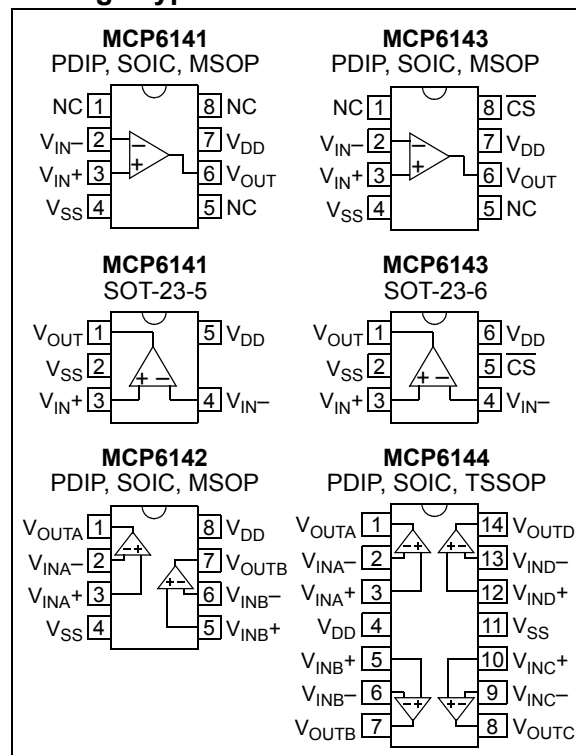 MCP6141
PDIP, SOIC, MSOP
NC 1 8 NC
VIN– 2 7 VDD
VIN+ 3 6 VOUT
VSS 4 5 NC
MCP6143
PDIP, SOIC, MSOP
NC 1 8 CS
VIN– 2 7 VDD
VIN+ 3 6 VOUT
VSS 4 5 NC
MCP6141
SOT-23-5
VOUT 1 5 VDD
VSS 2
VIN+ 3 4 VIN–
MCP6143
SOT-23-6
VOUT 1 6 VDD
VSS 2 5 CS
VIN+ 3 4 VIN–
MCP6142
PDIP, SOIC, MSOP
VOUTA 1 8 VDD
VINA– 2 7 VOUTB
VINA+ 3 6 VINB–
VSS 4 5 VINB+
MCP6144
PDIP, SOIC, TSSOP
VOUTA 1 14 VOUTD
VINA– 2 13 VIND–
VINA+ 3 12 VIND+
VDD 4 11 VSS
VINB+ 5 10 VINC+
VINB– 6 9 VINC–
VOUTB 7 8 VOUTC